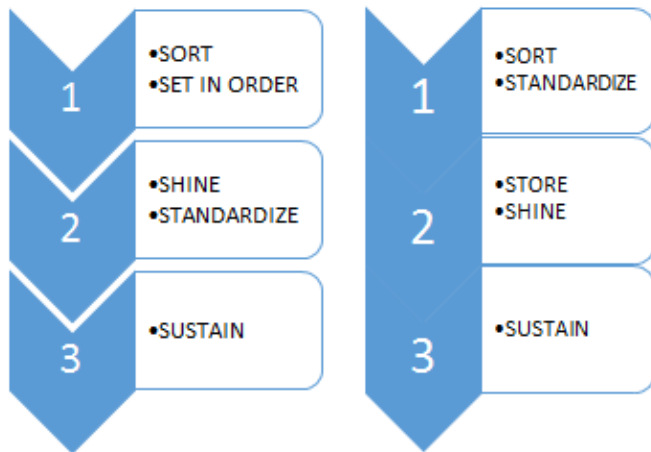 1
•SORT
•SET IN ORDER
2
•SHINE
•STANDARDIZE
3
•SUSTAIN
1
•SORT
•STANDARDIZE
2
•STORE
•SHINE
3
•SUSTAIN